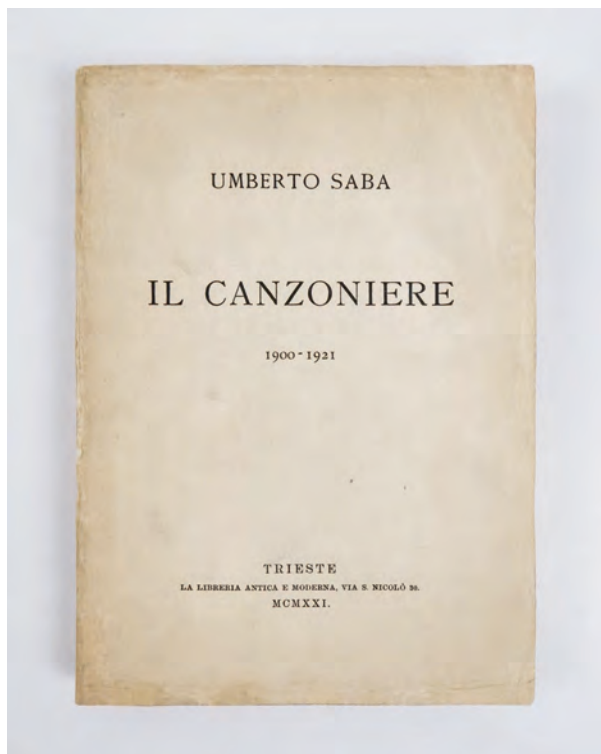 UMBERTO SABA
IL CANZONIERE
1900-1921
TRIESTE
LA LIBRERIA ANTICA E MODERNA, VIA S. NICOLÒ 30.
MCMXXI.